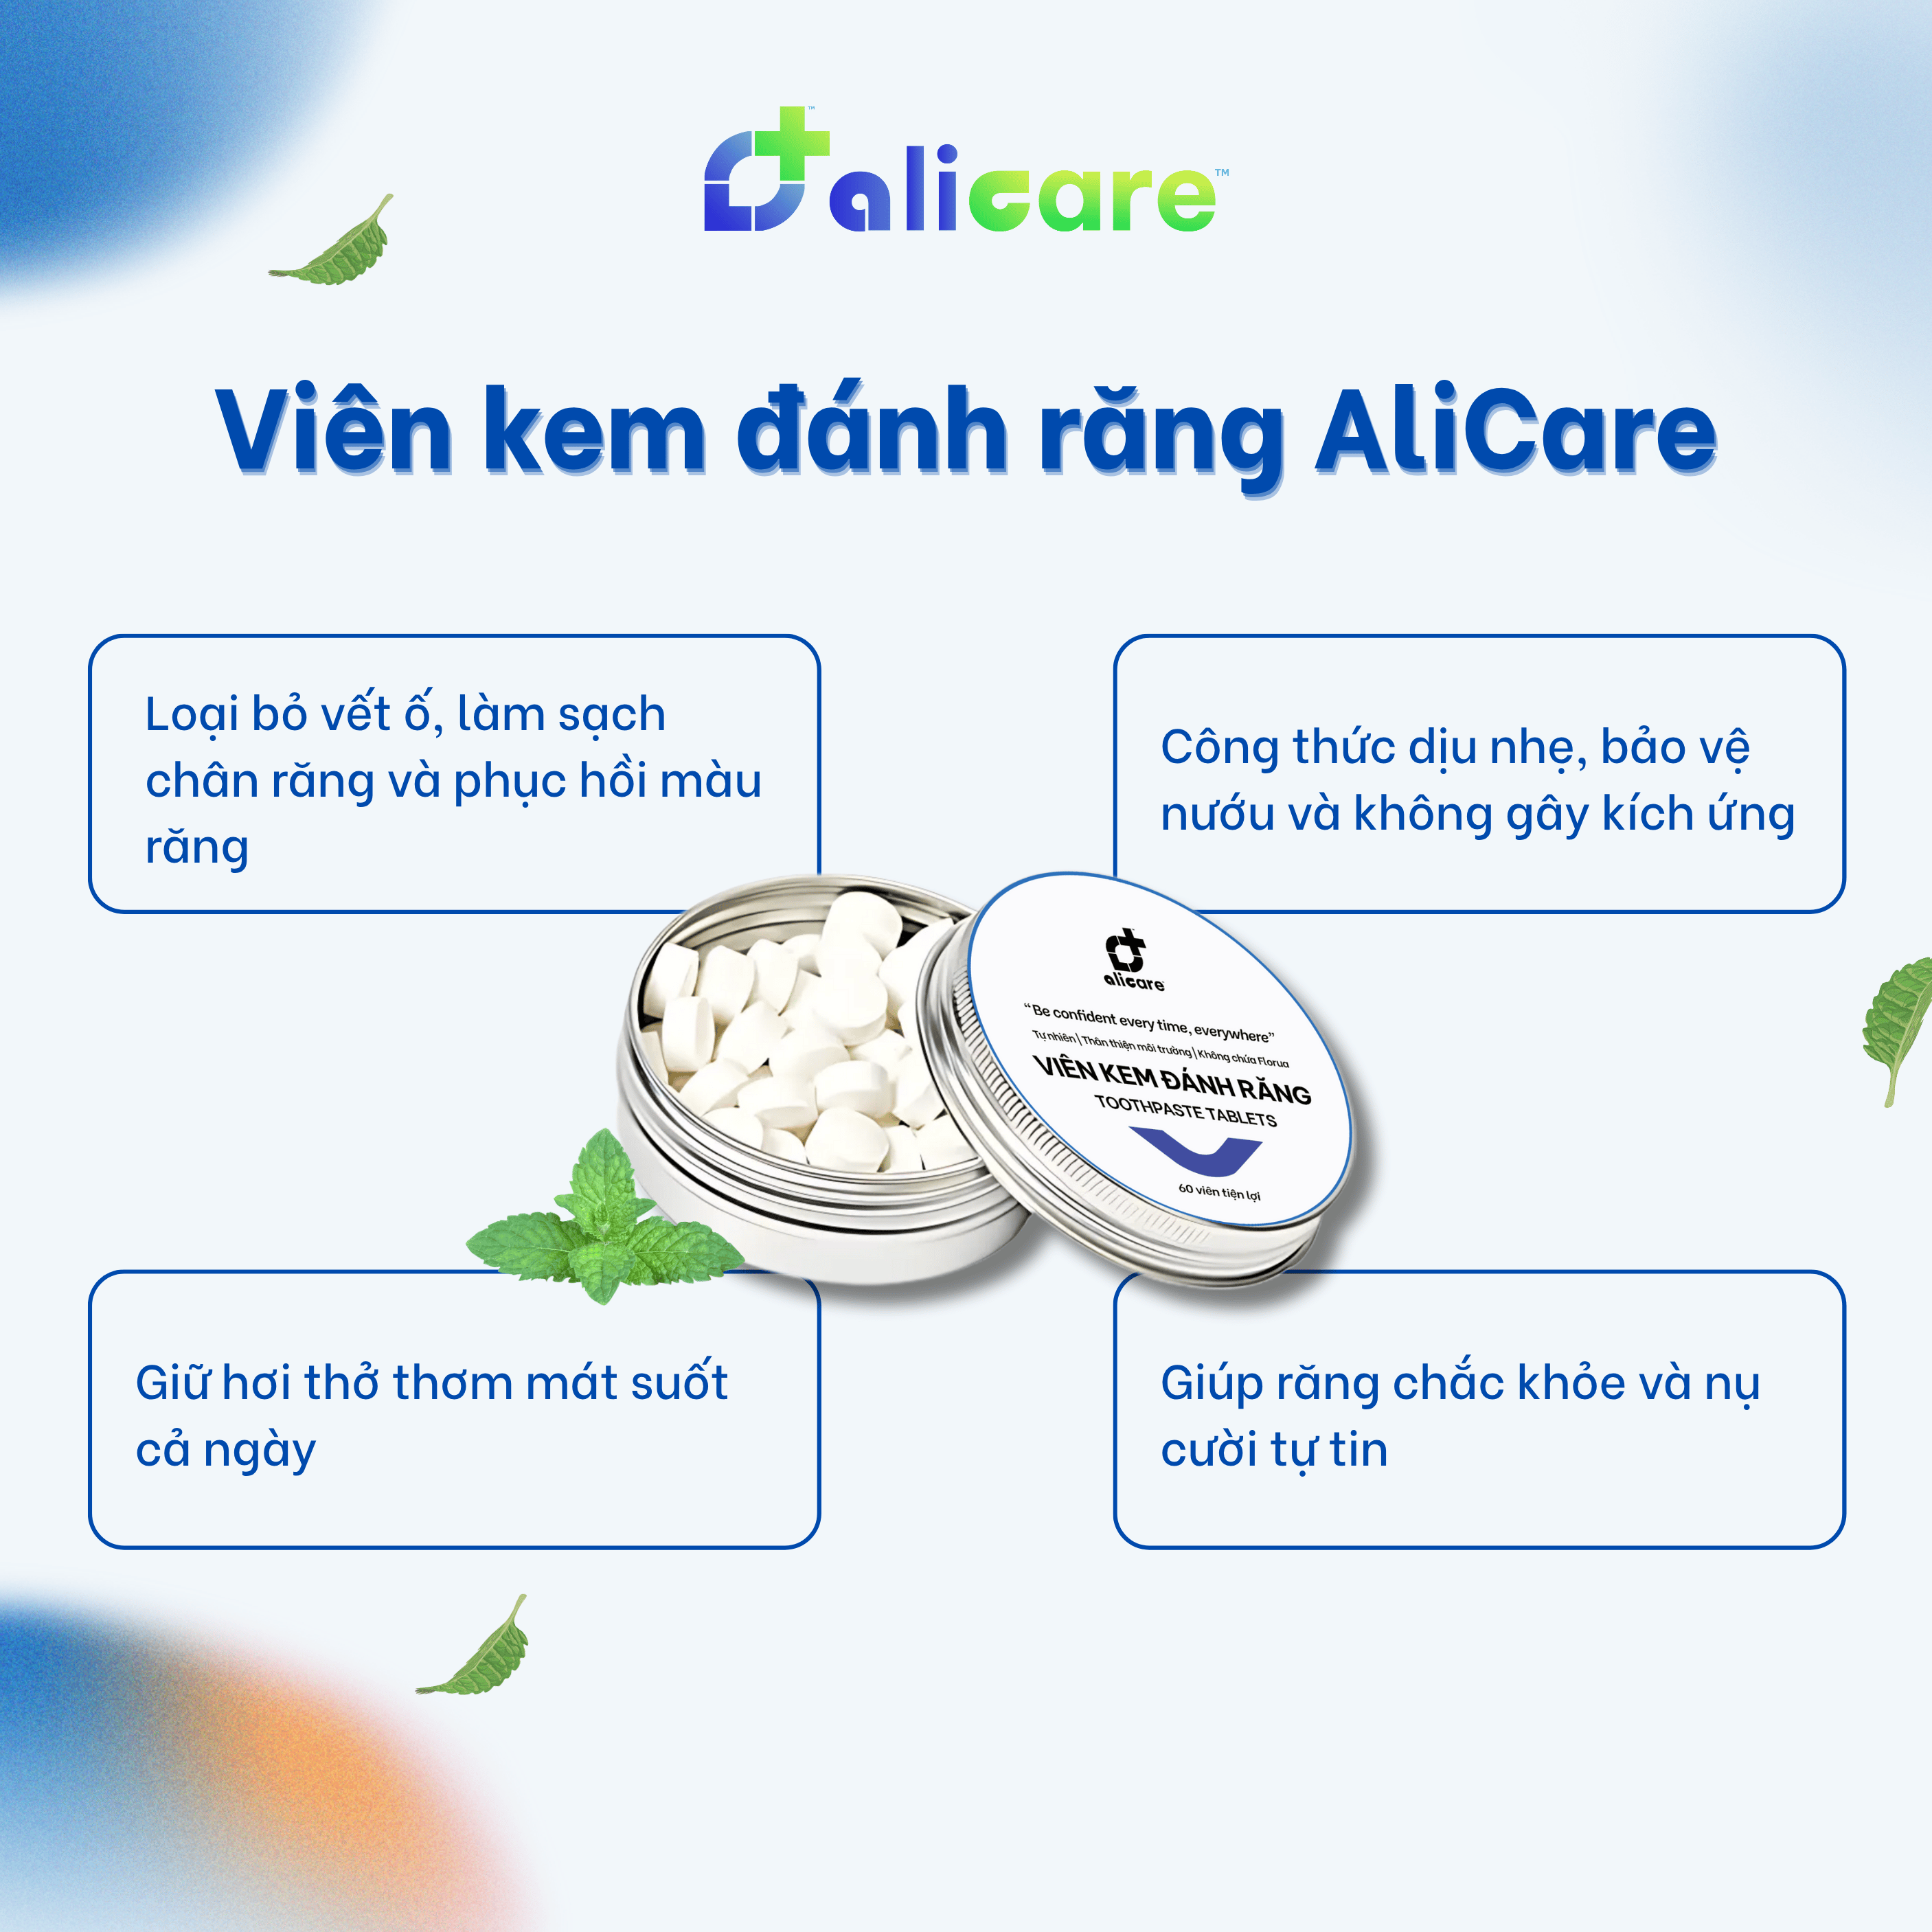 alicare™
Viên kem đánh răng AliCare
Loại bỏ vết ố, làm sạch
chân răng và phục hồi màu
răng
Công thức dịu nhẹ, bảo vệ
nướu và không gây kích ứng
alicare
“Be confident every time, everywhere”
Tự nhiên | Thân thiện môi trường | Không chứa Florua
VIÊN KEM ĐÁNH RĂNG
TOOTHPASTE TABLETS
60 viên tiện lợi
Giữ hơi thở thơm mát suốt
cả ngày
Giúp răng chắc khỏe và nụ
cười tự tin